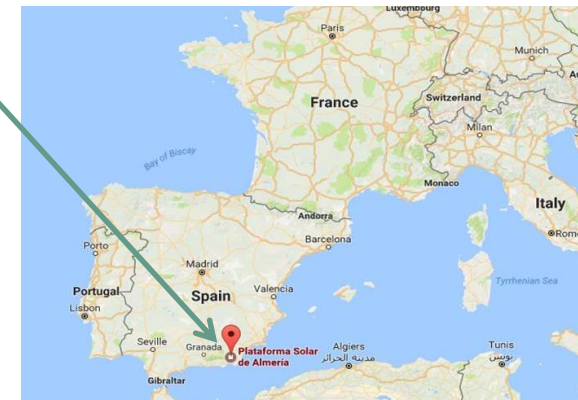 Luxembourg
Paris
Munich
France
Switzerland
Milan
Bay of Biscay
Monaco
Italy
Andorra
Porto
Barcelona
Madrid
Tyrrhenian Sea
Portugal
Spain
Valencia
Lisbon
Seville
Granada
Plataforma Solar
de Almería
Algiers
مدينة الجزائر
Tunis
تونس
Gibraltar